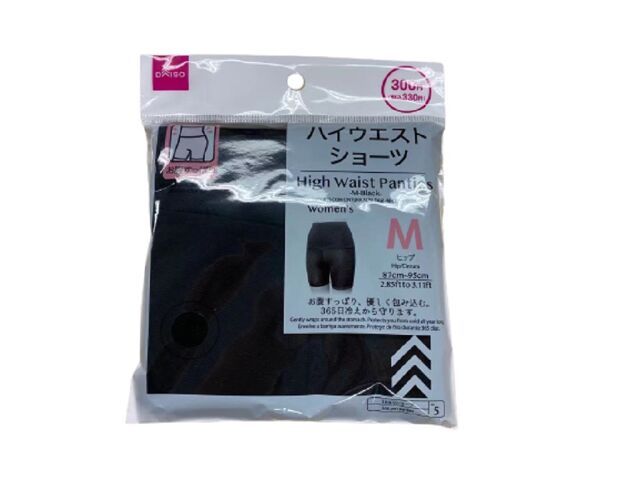 DAISO
300円
330円
ハイウエスト
ショーツ
High Waist Panties
-M·Black-
Women's
M
ヒップ
Hip/Cintura
87cm~95cm
2.85ft to 3.11ft
お腹すっぽり、優しく包み込む。
365日冷えから守ります。
Gently wraps around the stomach. Protects you from cold all year long.
5